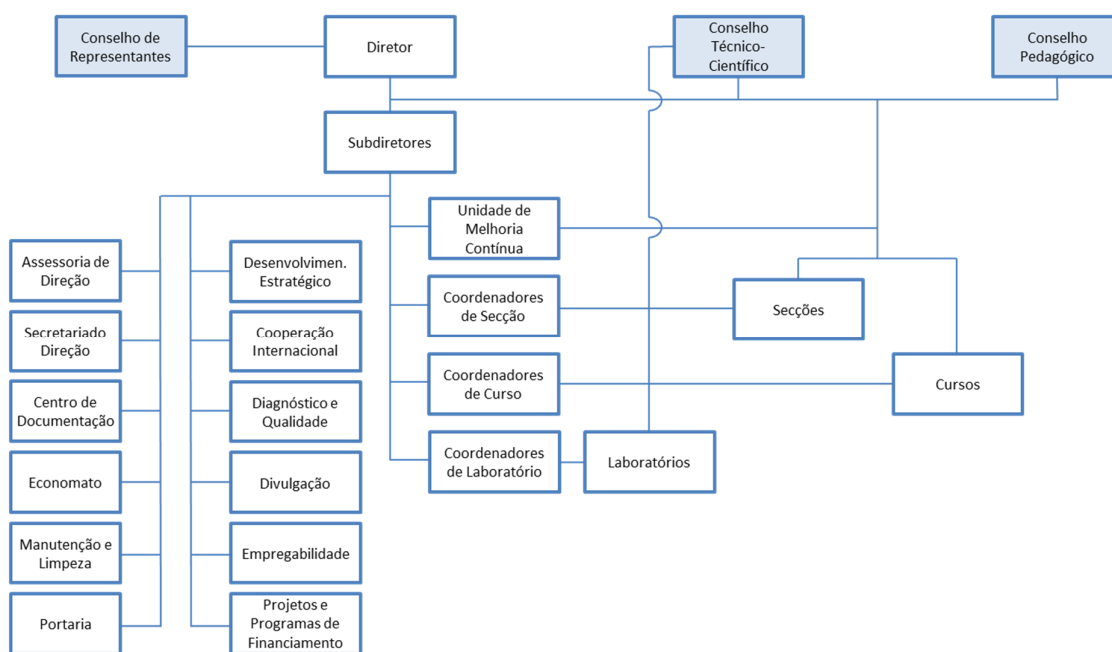 Conselho de
Representantes
Diretor
Conselho
Técnico-
Científico
Conselho
Pedagógico
Subdiretores
Unidade de
Melhoria
Contínua
Assessoria de
Direção
Desenvolvimen.
Estratégico
Coordenadores
de Secção
Secções
Secretariado
Direção
Cooperação
Internacional
Coordenadores
de Curso
Cursos
Centro de
Documentação
Diagnóstico e
Qualidade
Coordenadores
de Laboratório
Laboratórios
Economato
Divulgação
Manutenção e
Limpeza
Empregabilidade
Portaria
Projetos e
Programas de
Financiamento